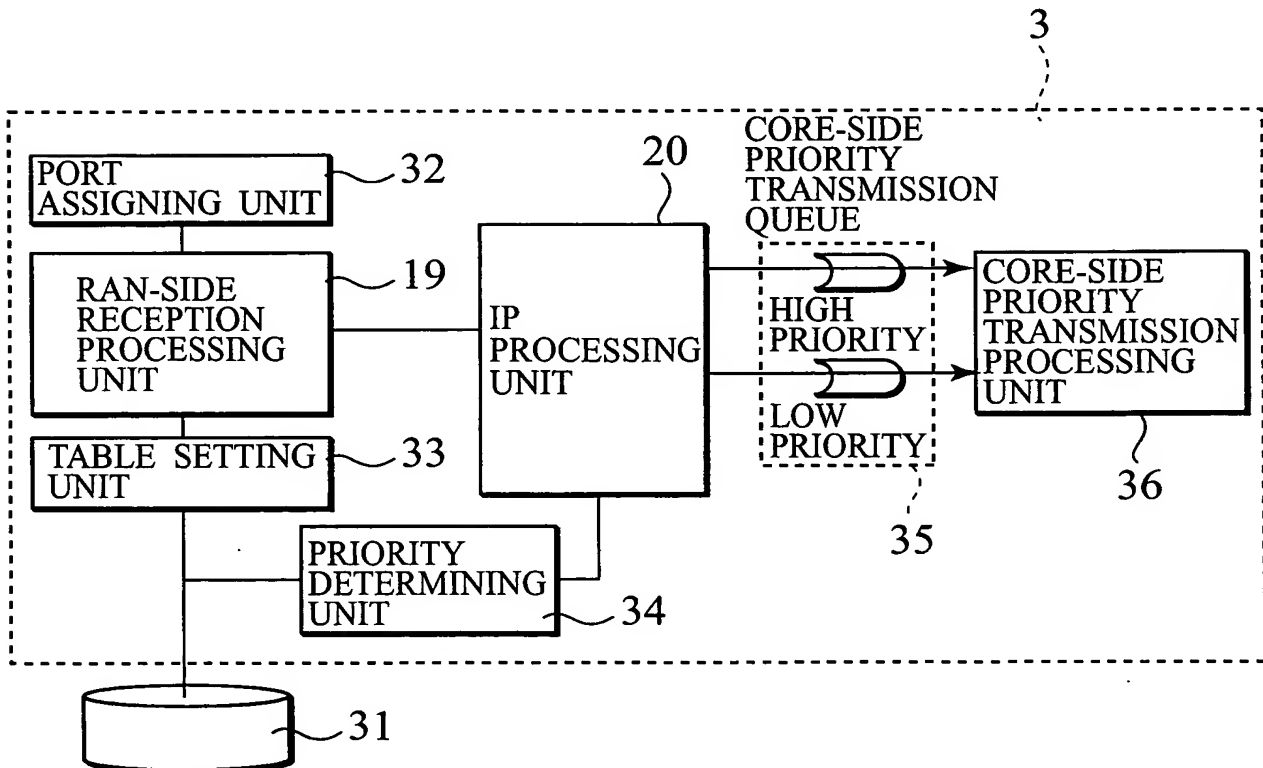 3
PORT
ASSIGNING UNIT
32
RAN-SIDE
RECEPTION
PROCESSING
UNIT
19
TABLE SETTING
UNIT
33
PRIORITY
DETERMINING
UNIT
34
31
20
IP
PROCESSING
UNIT
CORE-SIDE
PRIORITY
TRANSMISSION
QUEUE
HIGH
PRIORITY
LOW
PRIORITY
35
CORE-SIDE
PRIORITY
TRANSMISSION
PROCESSING
UNIT
36